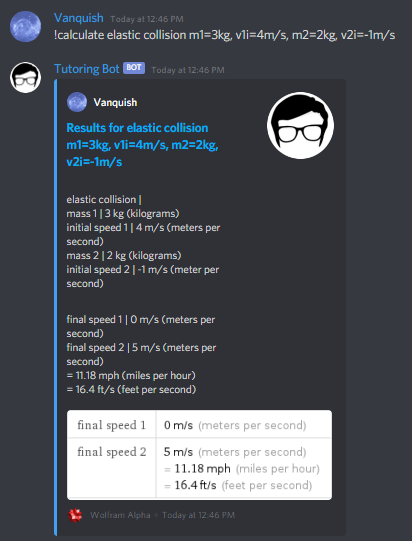 Vanquish Today at 12:46 PM
!calculate elastic collision m1=3kg, v1i=4m/s, m2=2kg, v2i=-1m/s
Tutoring Bot BOT Today at 12:46 PM
Vanquish
Results for elastic collision
m1=3kg, v1i=4m/s, m2=2kg,
v2i=-1m/s
elastic collision |
mass 1 | 3 kg (kilograms)
initial speed 1 | 4 m/s (meters per
second)
mass 2 | 2 kg (kilograms)
initial speed 2 | -1 m/s (meter per
second)
final speed 1 | 0 m/s (meters per
second)
final speed 2 | 5 m/s (meters per
second)
= 11.18 mph (miles per hour)
= 16.4 ft/s (feet per second)
final speed 1 0 m/s (meters per second)
final speed 2 5 m/s (meters per second)
= 11.18 mph (miles per hour)
= 16.4 ft/s (feet per second)
Wolfram Alpha • Today at 12:46 PM